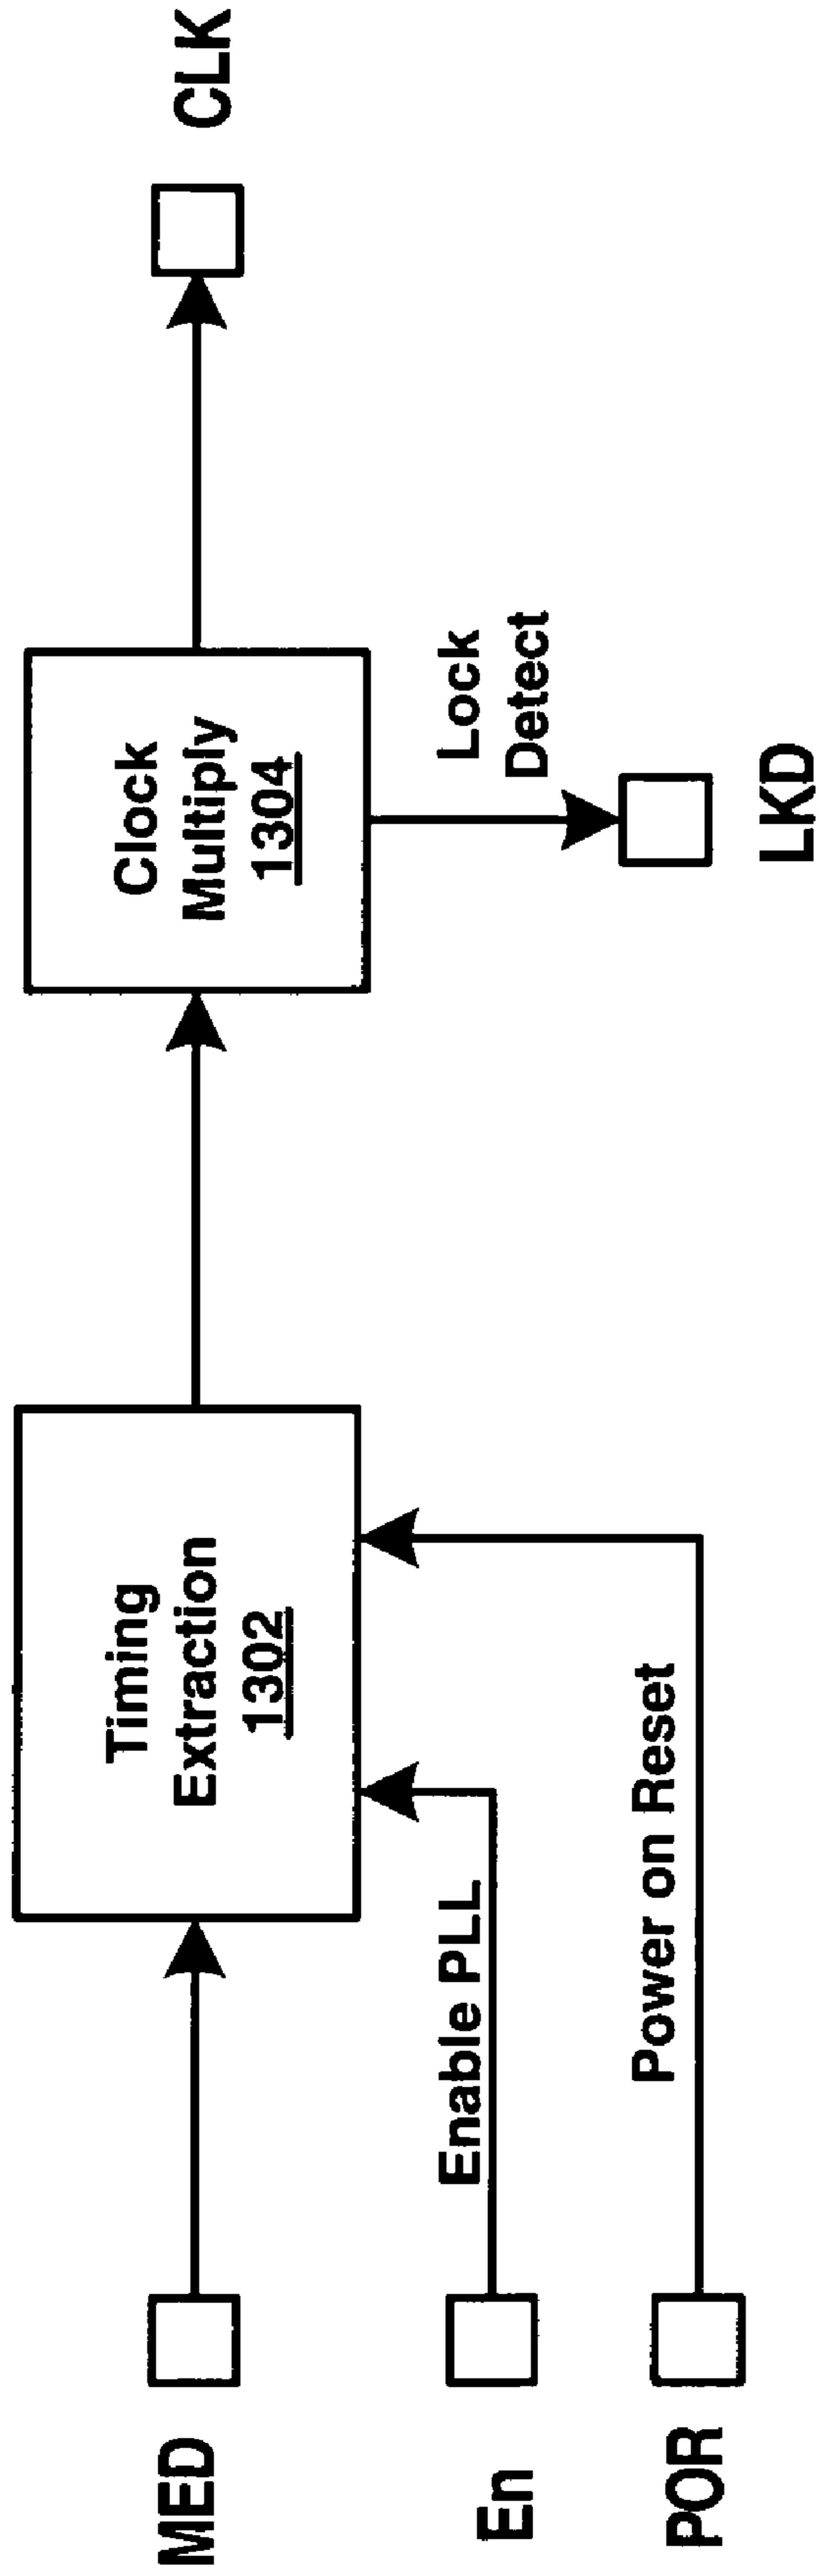 MED
Timing
Extraction
1302
Clock
Multiply
1304
CLK
En
Enable PLL
Lock
Detect
POR
Power on Reset
LKD